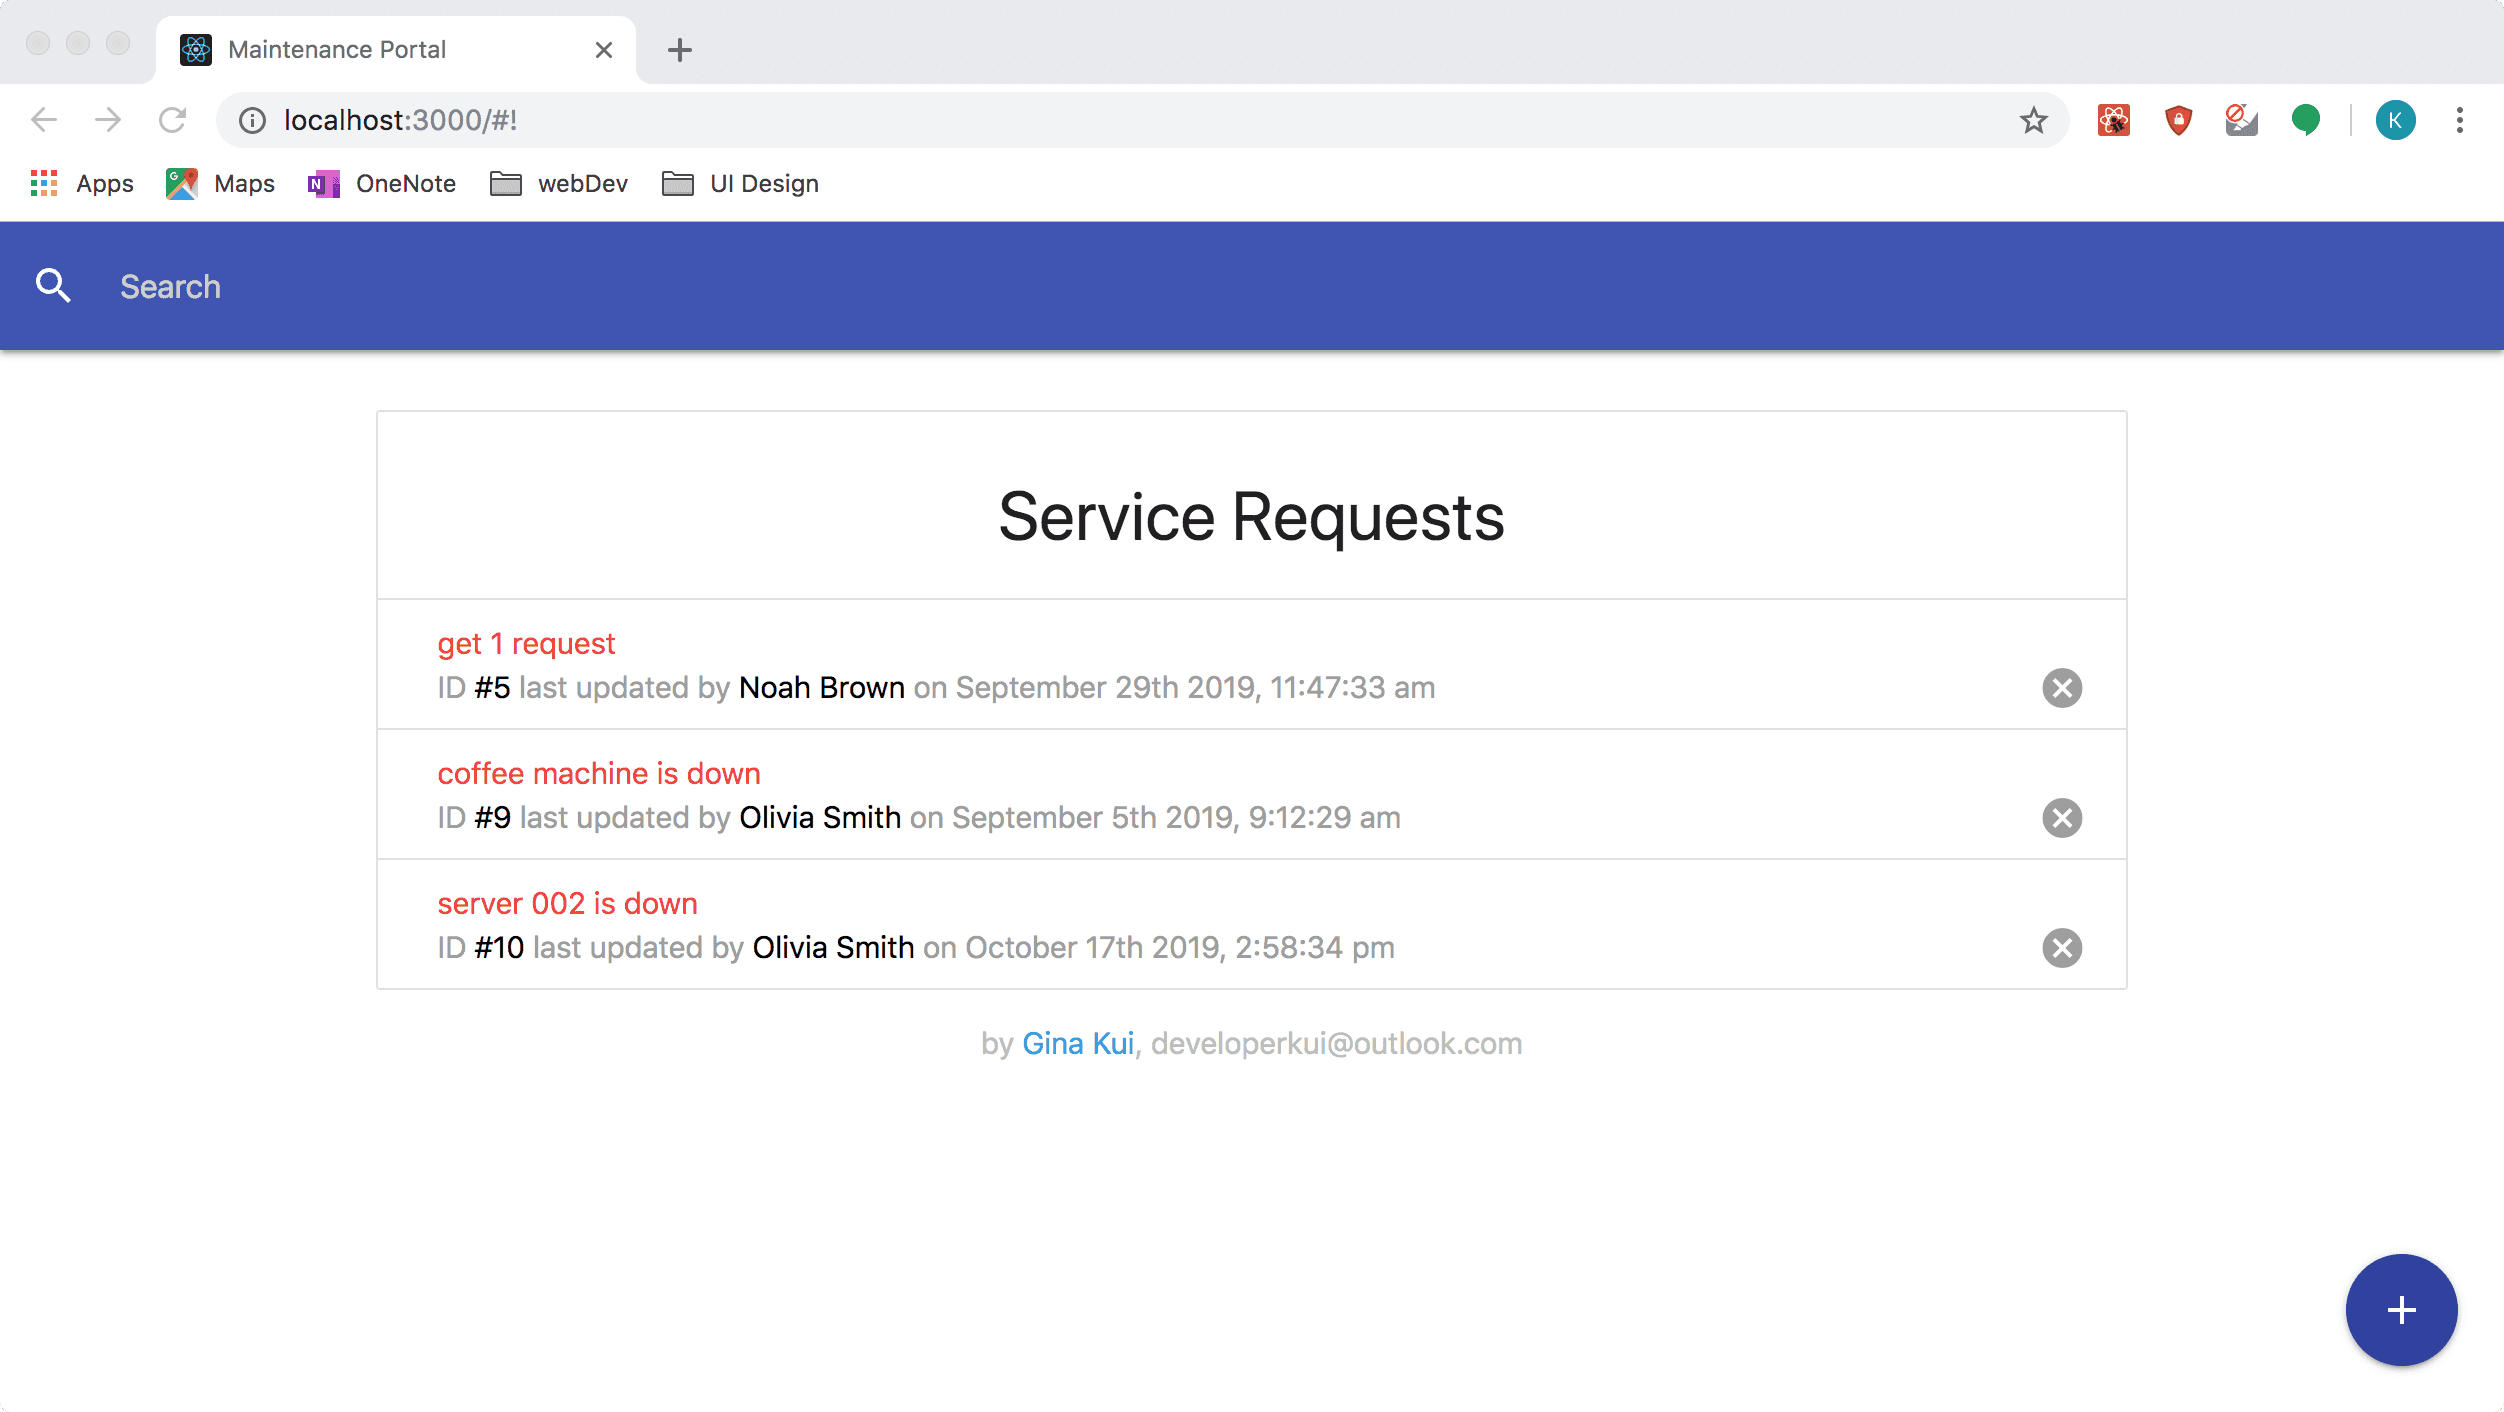 Maintenance Portal
localhost:3000/#!
K
Apps Maps OneNote webDev UI Design
Search
Service Requests
get 1 request
ID #5 last updated by Noah Brown on September 29th 2019, 11:47:33 am
coffee machine is down
ID #9 last updated by Olivia Smith on September 5th 2019, 9:12:29 am
server 002 is down
ID #10 last updated by Olivia Smith on October 17th 2019, 2:58:34 pm
by Gina Kui, developerkui@outlook.com